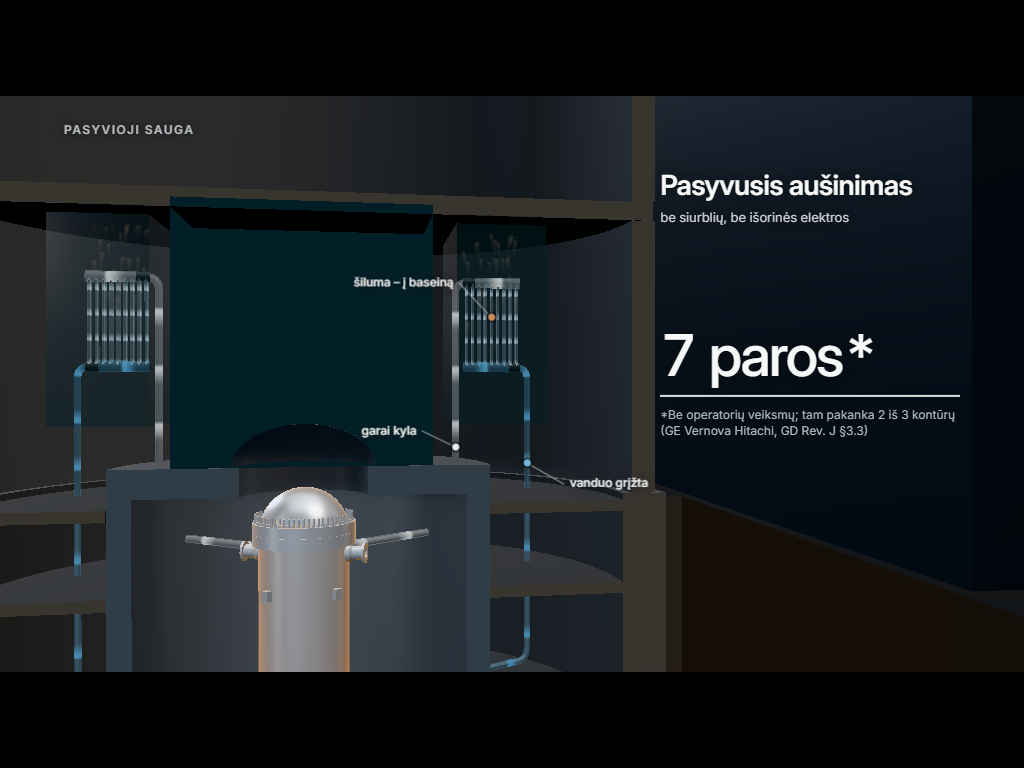 PASYVIOJI SAUGA
Pasyvusis aušinimas
be siurblių, be išorinės elektros
šiluma – į baseiną
7 paros*
*Be operatorių veiksmų; tam pakanka 2 iš 3 kontūrų
(GE Vernova Hitachi, GD Rev. J §3.3)
garai kyla
vanduo grįžta